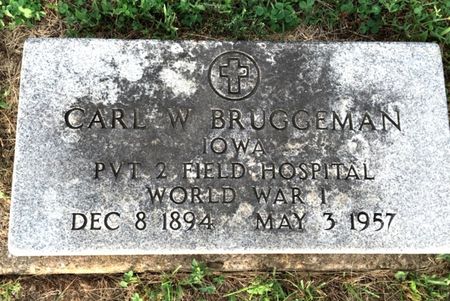 CARL W BRUGGEMAN
IOWA
PVT 2 FIELD HOSPITAL
WORLD WAR I
DEC 8 1894 MAY 3 1957